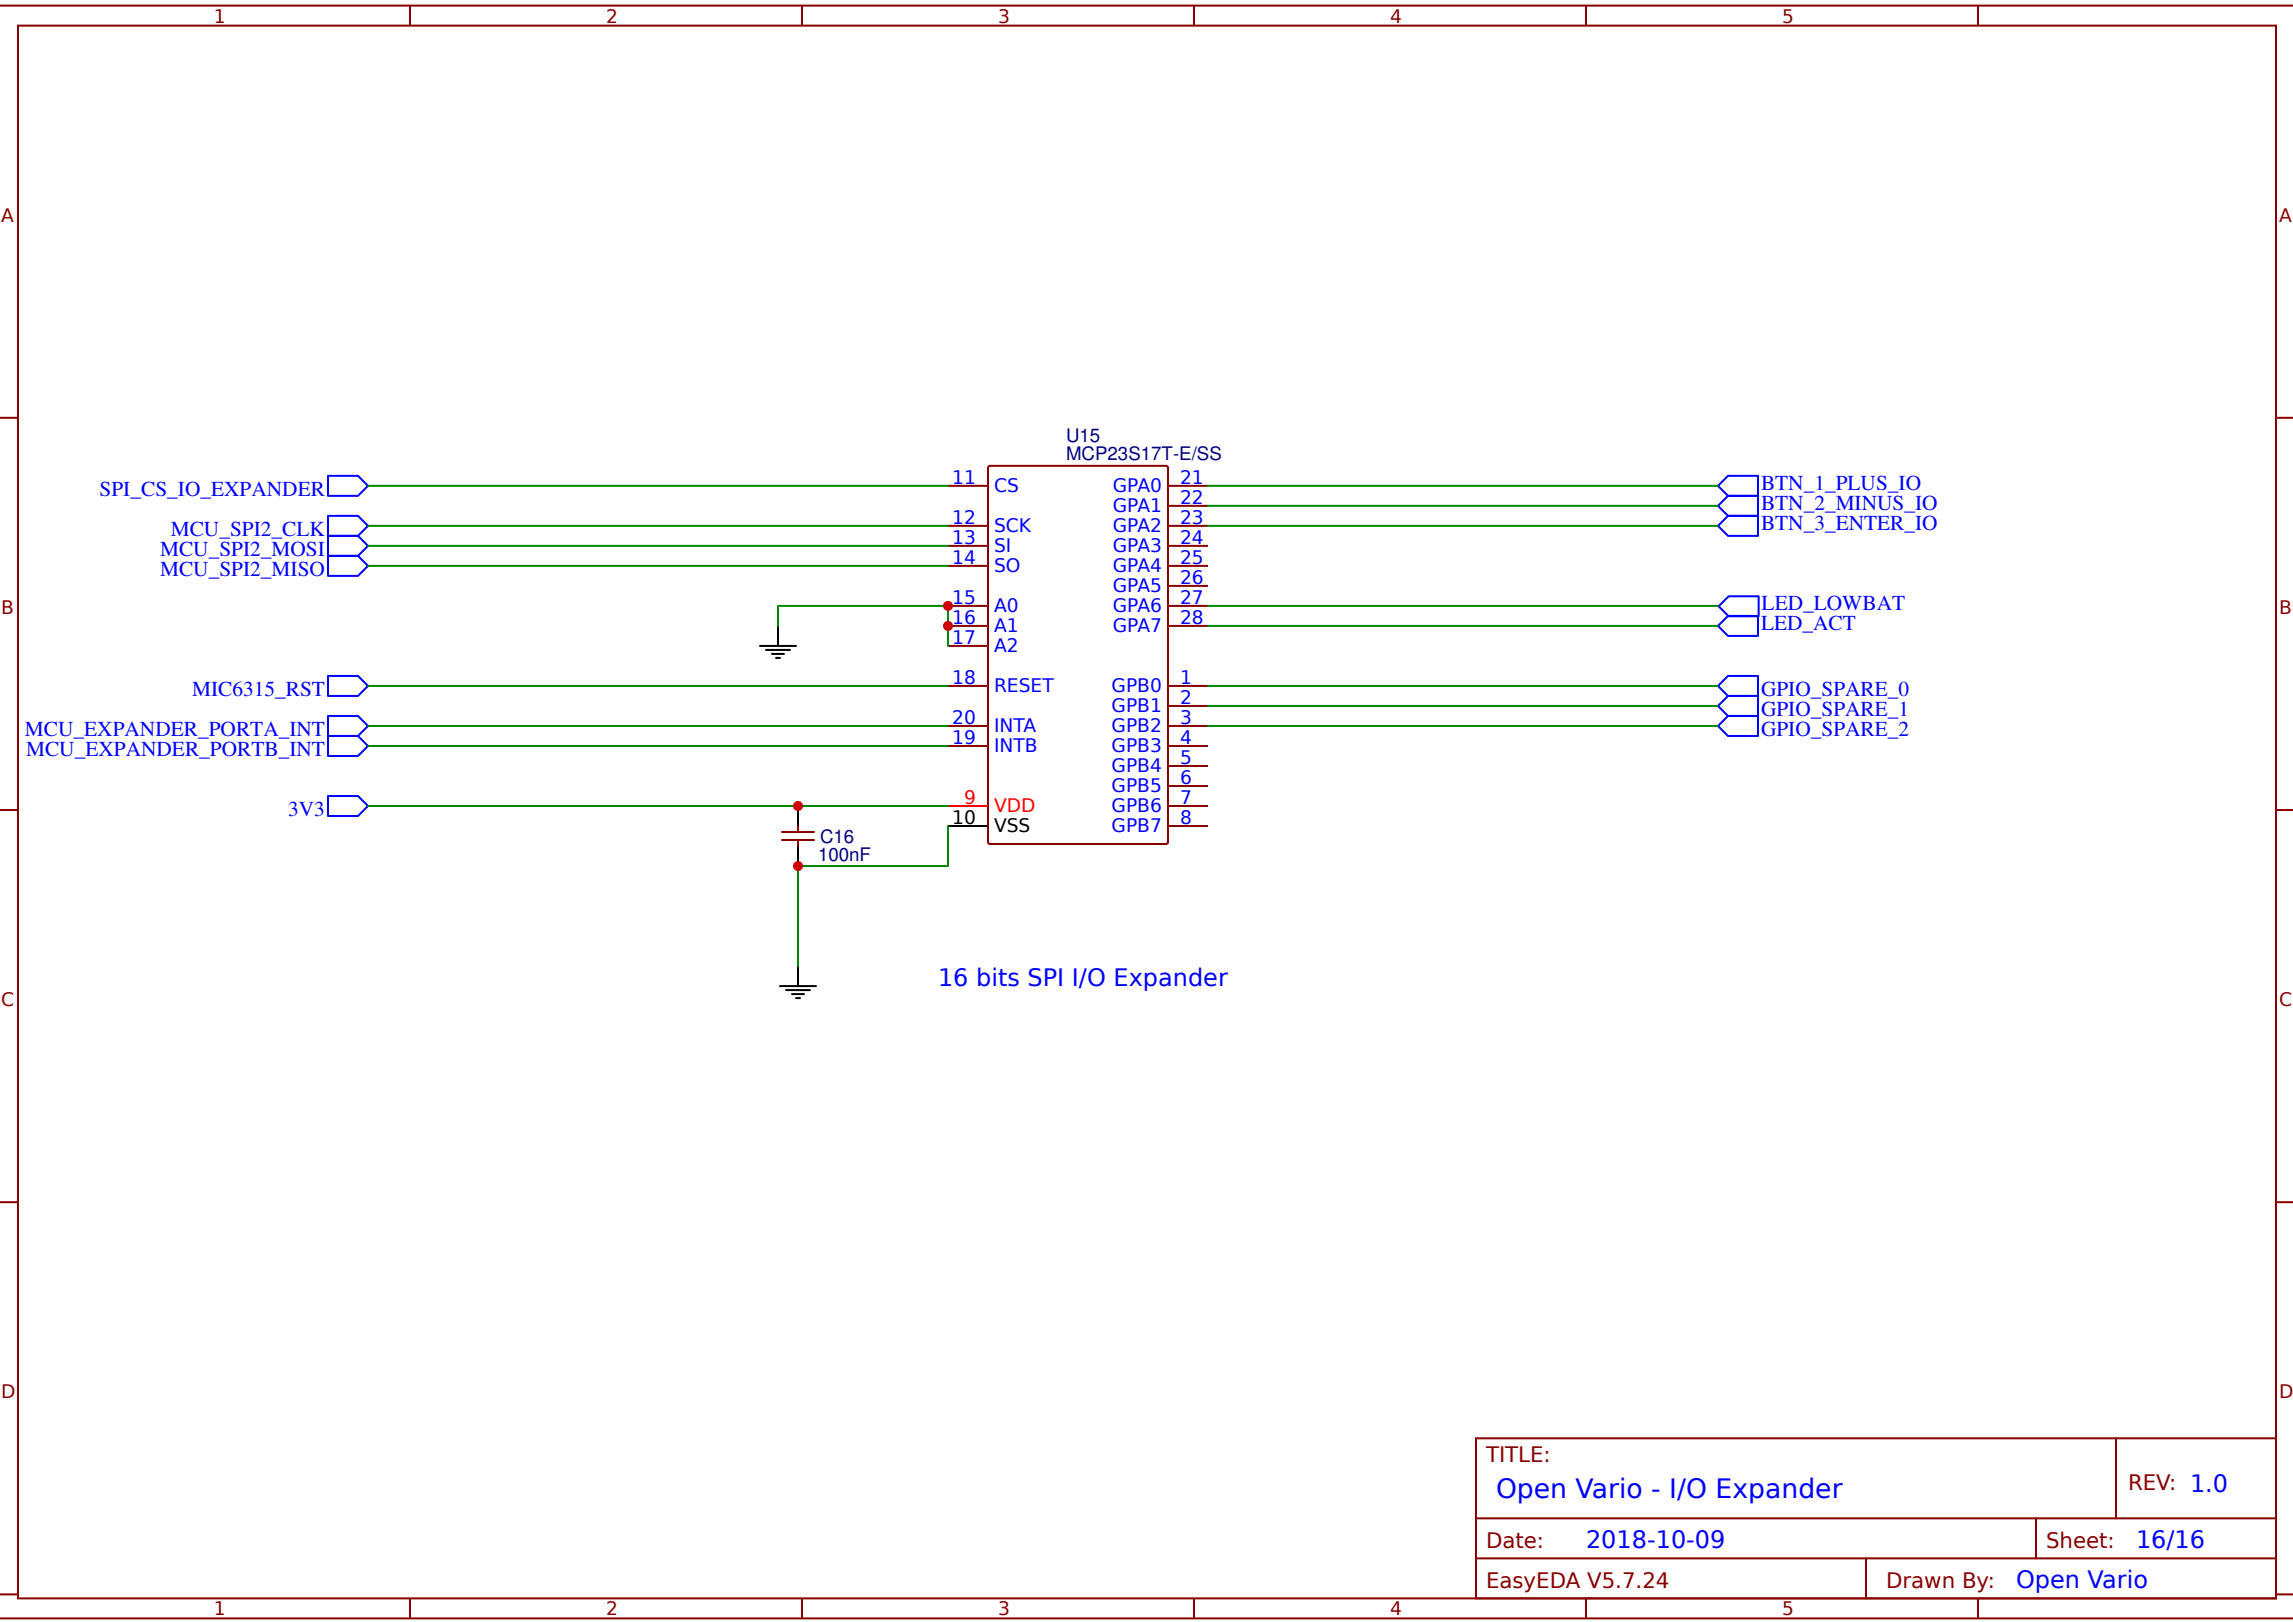 1 2 3 4 5
A A
U15
MCP23S17T-E/SS
SPI_CS_IO_EXPANDER 11 CS GPA0 21 BTN_1_PLUS_IO
GPA1 22 BTN_2_MINUS_IO
MCU_SPI2_CLK 12 SCK GPA2 23 BTN_3_ENTER_IO
MCU_SPI2_MOSI 13 SI GPA3 24
MCU_SPI2_MISO 14 SO GPA4 25
GPA5 26
B 15 A0 GPA6 27 LED_LOWBAT B
16 A1 GPA7 28 LED_ACT
17 A2
MIC6315_RST 18 RESET GPB0 1 GPIO_SPARE_0
GPB1 2 GPIO_SPARE_1
MCU_EXPANDER_PORTA_INT 20 INTA GPB2 3 GPIO_SPARE_2
MCU_EXPANDER_PORTB_INT 19 INTB GPB3 4
GPB4 5
GPB5 6
3V3 9 VDD GPB6 7
10 VSS GPB7 8
C16
100nF
16 bits SPI I/O Expander
C C
D D
TITLE:
Open Vario - I/O Expander
REV: 1.0
Date: 2018-10-09 Sheet: 16/16
EasyEDA V5.7.24 Drawn By: Open Vario
1 2 3 4 5